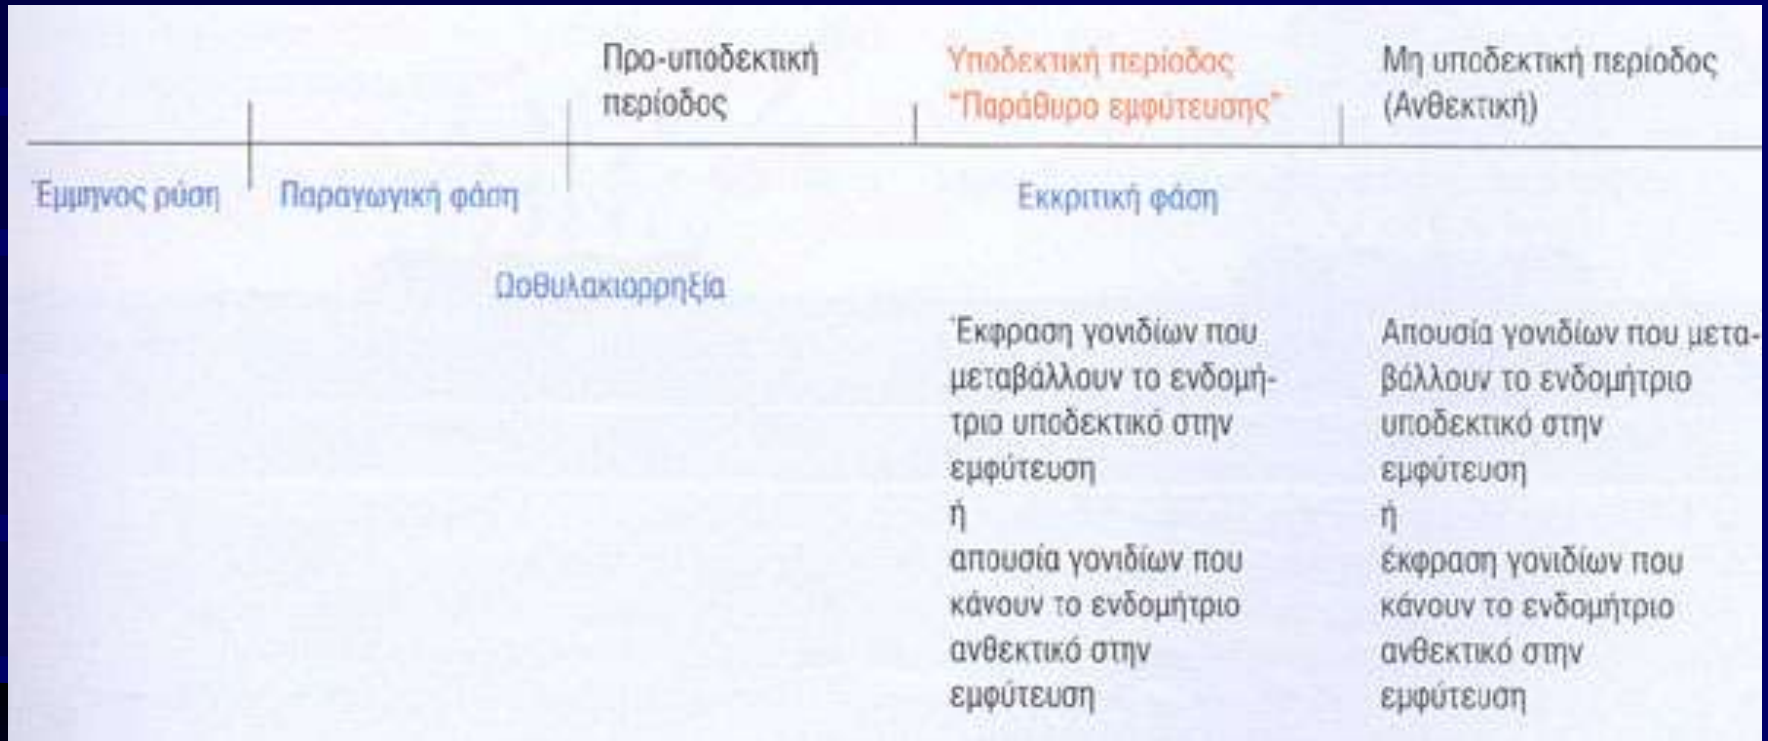 Προ-υποδεκτική
περίοδος
Υποδεκτική περίοδος
"Παράθυρο εμφύτευσης"
Μη υποδεκτική περίοδος
(Ανθεκτική)
Έμμηνος ρύση
Παραγωγική φάση
Εκκριτική φάση
Ωοθυλακιορρηξία
Έκφραση γονιδίων που
μεταβάλλουν το ενδομή-
τριο υποδεκτικό στην
εμφύτευση
ή
απουσία γονιδίων που
κάνουν το ενδομήτριο
ανθεκτικό στην
εμφύτευση
Απουσία γονιδίων που μετα-
βάλλουν το ενδομήτριο
υποδεκτικό στην
εμφύτευση
ή
έκφραση γονιδίων που
κάνουν το ενδομήτριο
ανθεκτικό στην
εμφύτευση